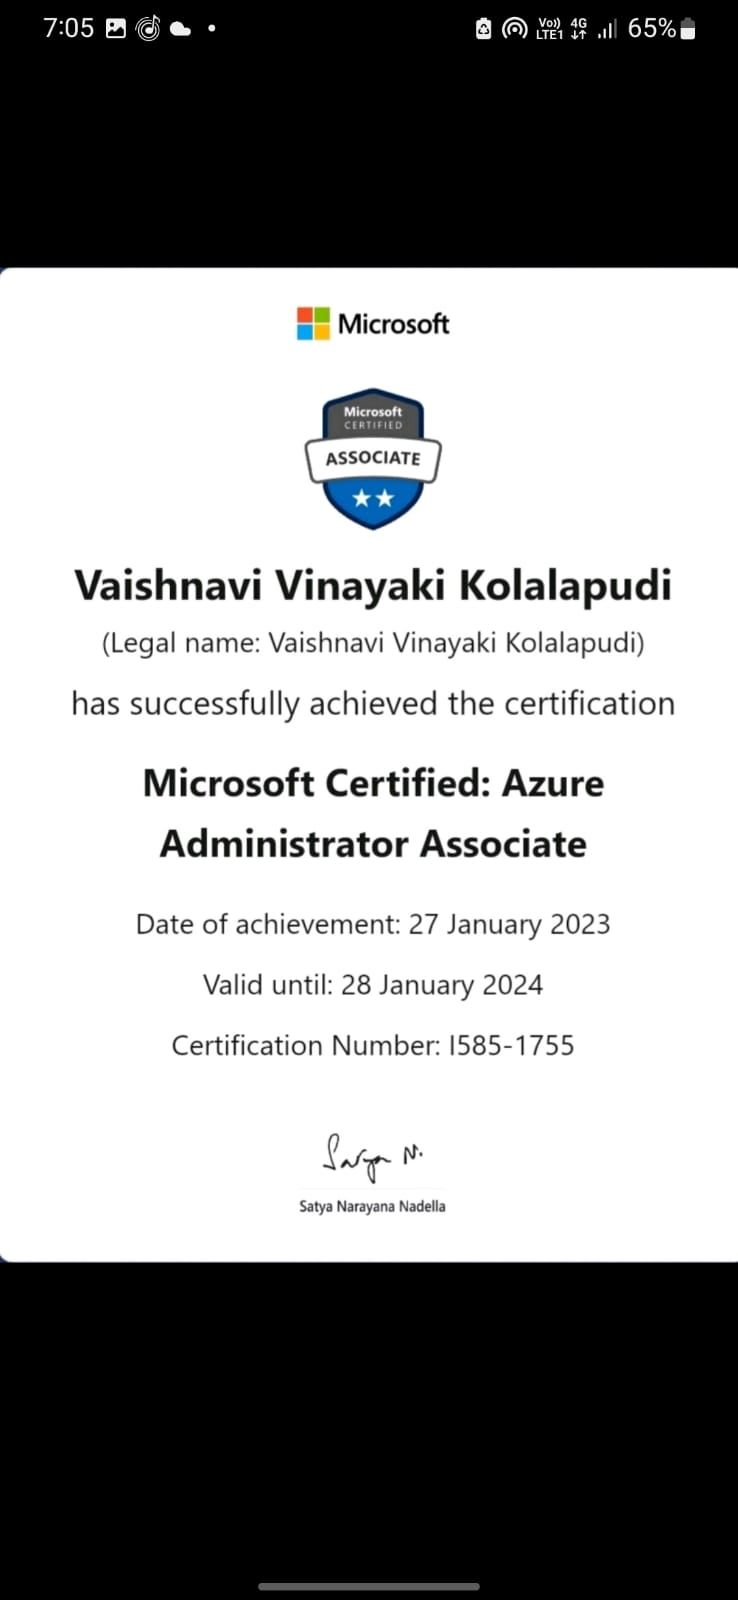 7:05
Vo)) LTE1 4G 65%
Microsoft
Microsoft
CERTIFIED
ASSOCIATE
Vaishnavi Vinayaki Kolalapudi
(Legal name: Vaishnavi Vinayaki Kolalapudi)
has successfully achieved the certification
Microsoft Certified: Azure
Administrator Associate
Date of achievement: 27 January 2023
Valid until: 28 January 2024
Certification Number: I585-1755
Satya N.
Satya Narayana Nadella